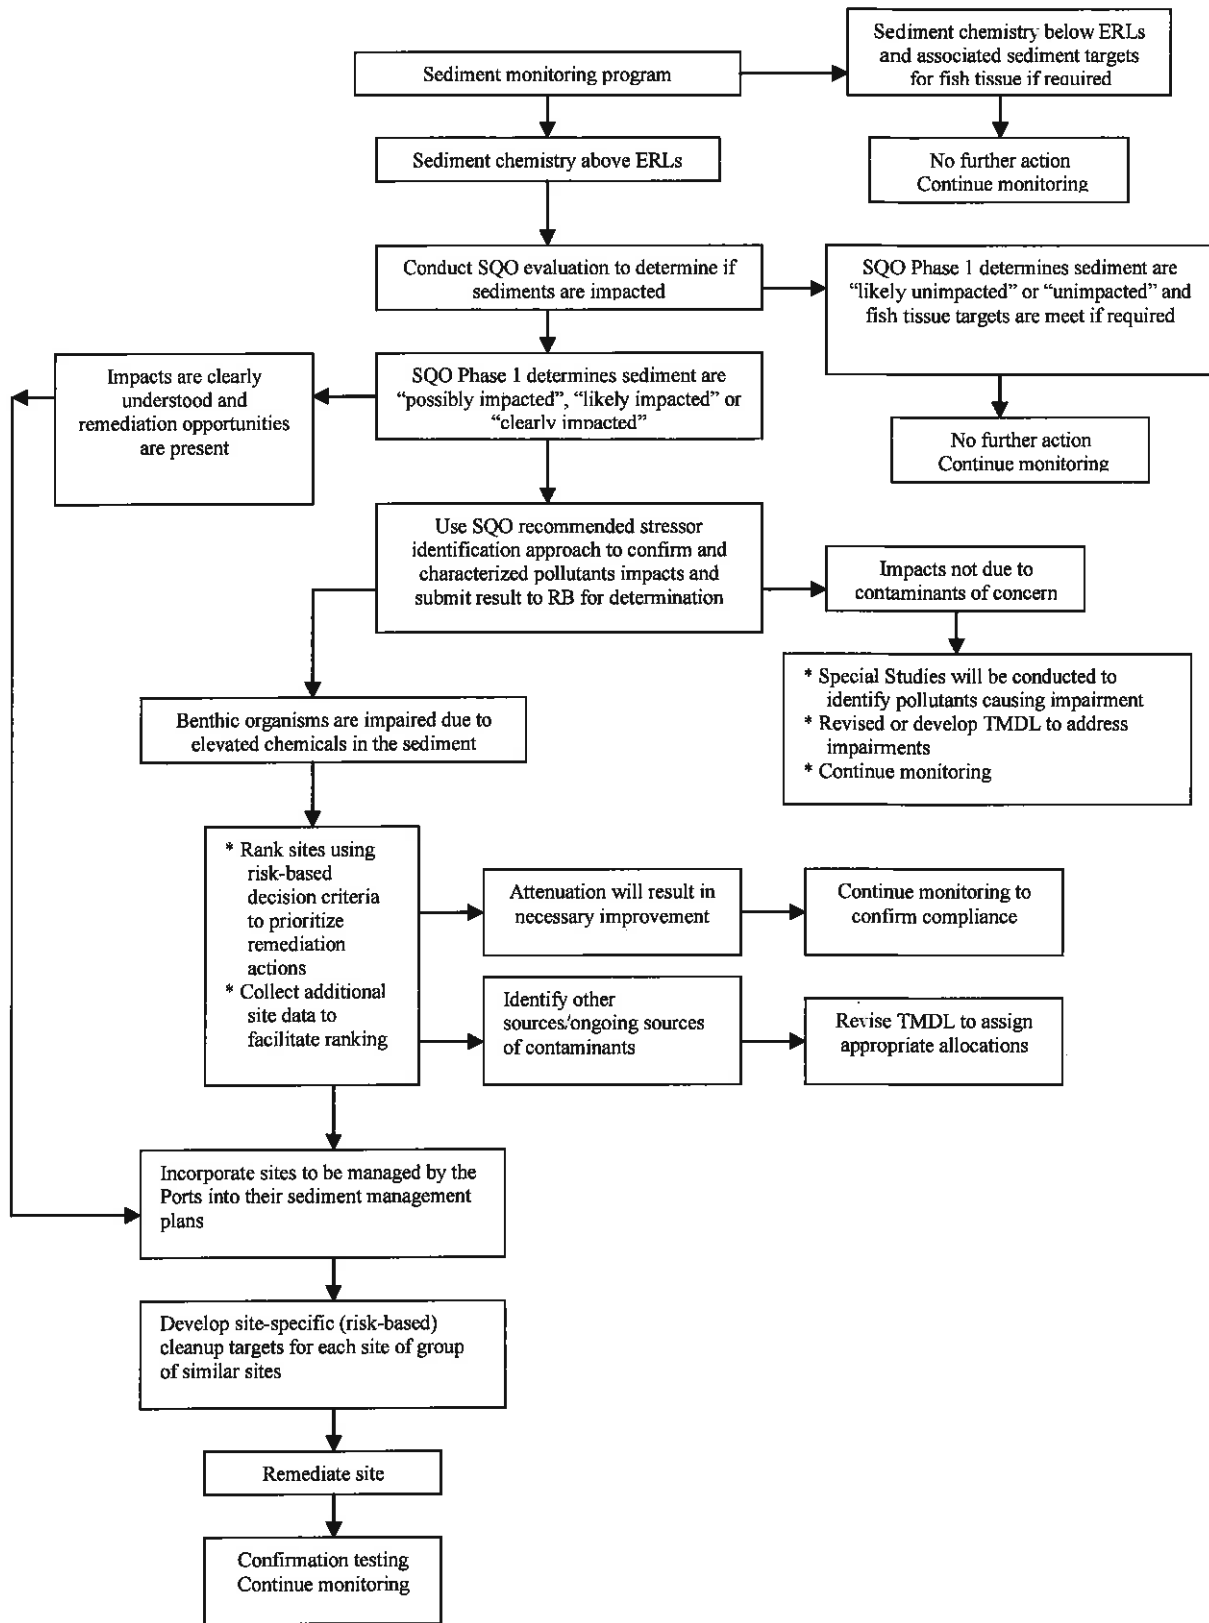 Sediment monitoring program
Sediment chemistry below ERLs
and associated sediment targets
for fish tissue if required
Sediment chemistry above ERLs
No further action
Continue monitoring
Conduct SQO evaluation to determine if
sediments are impacted
SQO Phase 1 determines sediment are
“likely unimpacted” or “unimpacted” and
fish tissue targets are meet if required
Impacts are clearly
understood and
remediation opportunities
are present
SQO Phase 1 determines sediment are
“possibly impacted”, “likely impacted” or
“clearly impacted”
No further action
Continue monitoring
Use SQO recommended stressor
identification approach to confirm and
characterized pollutants impacts and
submit result to RB for determination
Impacts not due to
contaminants of concern
* Special Studies will be conducted to
identify pollutants causing impairment
* Revised or develop TMDL to address
impairments
* Continue monitoring
Benthic organisms are impaired due to
elevated chemicals in the sediment
* Rank sites using
risk-based
decision criteria
to prioritize
remediation
actions
* Collect additional
site data to
facilitate ranking
Attenuation will result in
necessary improvement
Continue monitoring to
confirm compliance
Identify other
sources/ongoing sources
of contaminants
Revise TMDL to assign
appropriate allocations
Incorporate sites to be managed by the
Ports into their sediment management
plans
Develop site-specific (risk-based)
cleanup targets for each site of group
of similar sites
Remediate site
Confirmation testing
Continue monitoring